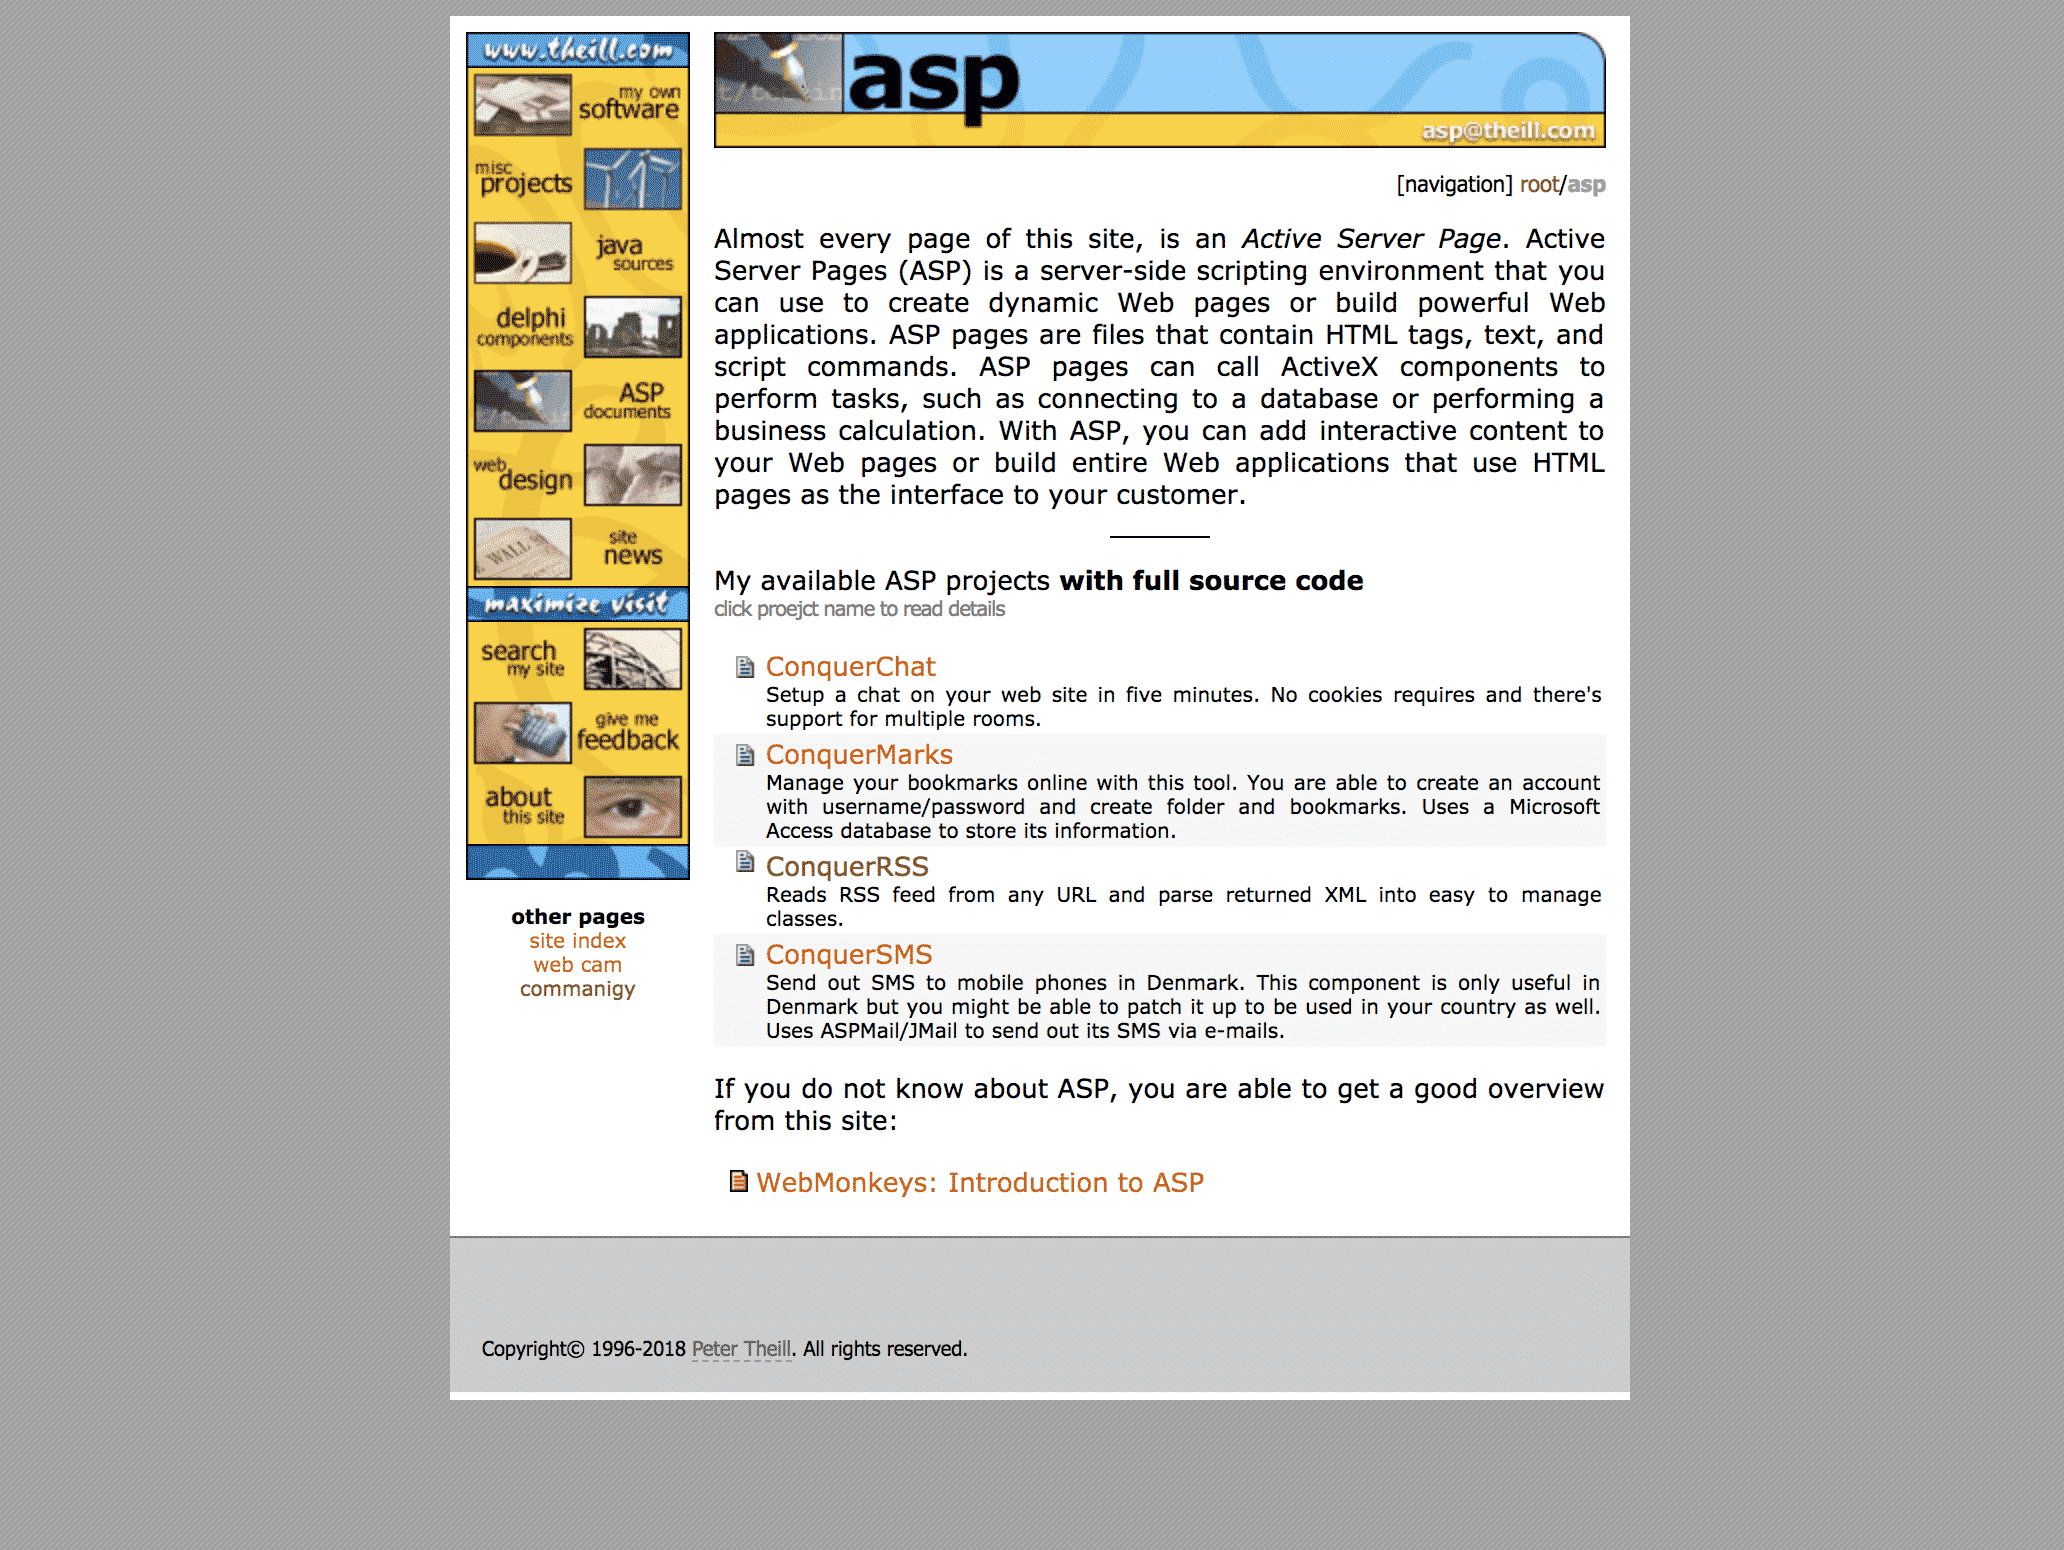 www.theill.com
my own
software
misc
projects
java
sources
delphi
components
ASP
documents
web
design
site
news
WALL S
maximize visit
search
my site
give me
feedback
about
this site
other pages
site index
web cam
commanigy
asp
asp@theill.com
[navigation] root/asp
Almost every page of this site, is an Active Server Page. Active
Server Pages (ASP) is a server-side scripting environment that you
can use to create dynamic Web pages or build powerful Web
applications. ASP pages are files that contain HTML tags, text, and
script commands. ASP pages can call ActiveX components to
perform tasks, such as connecting to a database or performing a
business calculation. With ASP, you can add interactive content to
your Web pages or build entire Web applications that use HTML
pages as the interface to your customer.
My available ASP projects with full source code
click proejct name to read details
ConquerChat
Setup a chat on your web site in five minutes. No cookies requires and there's
support for multiple rooms.
ConquerMarks
Manage your bookmarks online with this tool. You are able to create an account
with username/password and create folder and bookmarks. Uses a Microsoft
Access database to store its information.
ConquerRSS
Reads RSS feed from any URL and parse returned XML into easy to manage
classes.
ConquerSMS
Send out SMS to mobile phones in Denmark. This component is only useful in
Denmark but you might be able to patch it up to be used in your country as well.
Uses ASPMail/JMail to send out its SMS via e-mails.
If you do not know about ASP, you are able to get a good overview
from this site:
WebMonkeys: Introduction to ASP
Copyright© 1996-2018 Peter Theill. All rights reserved.